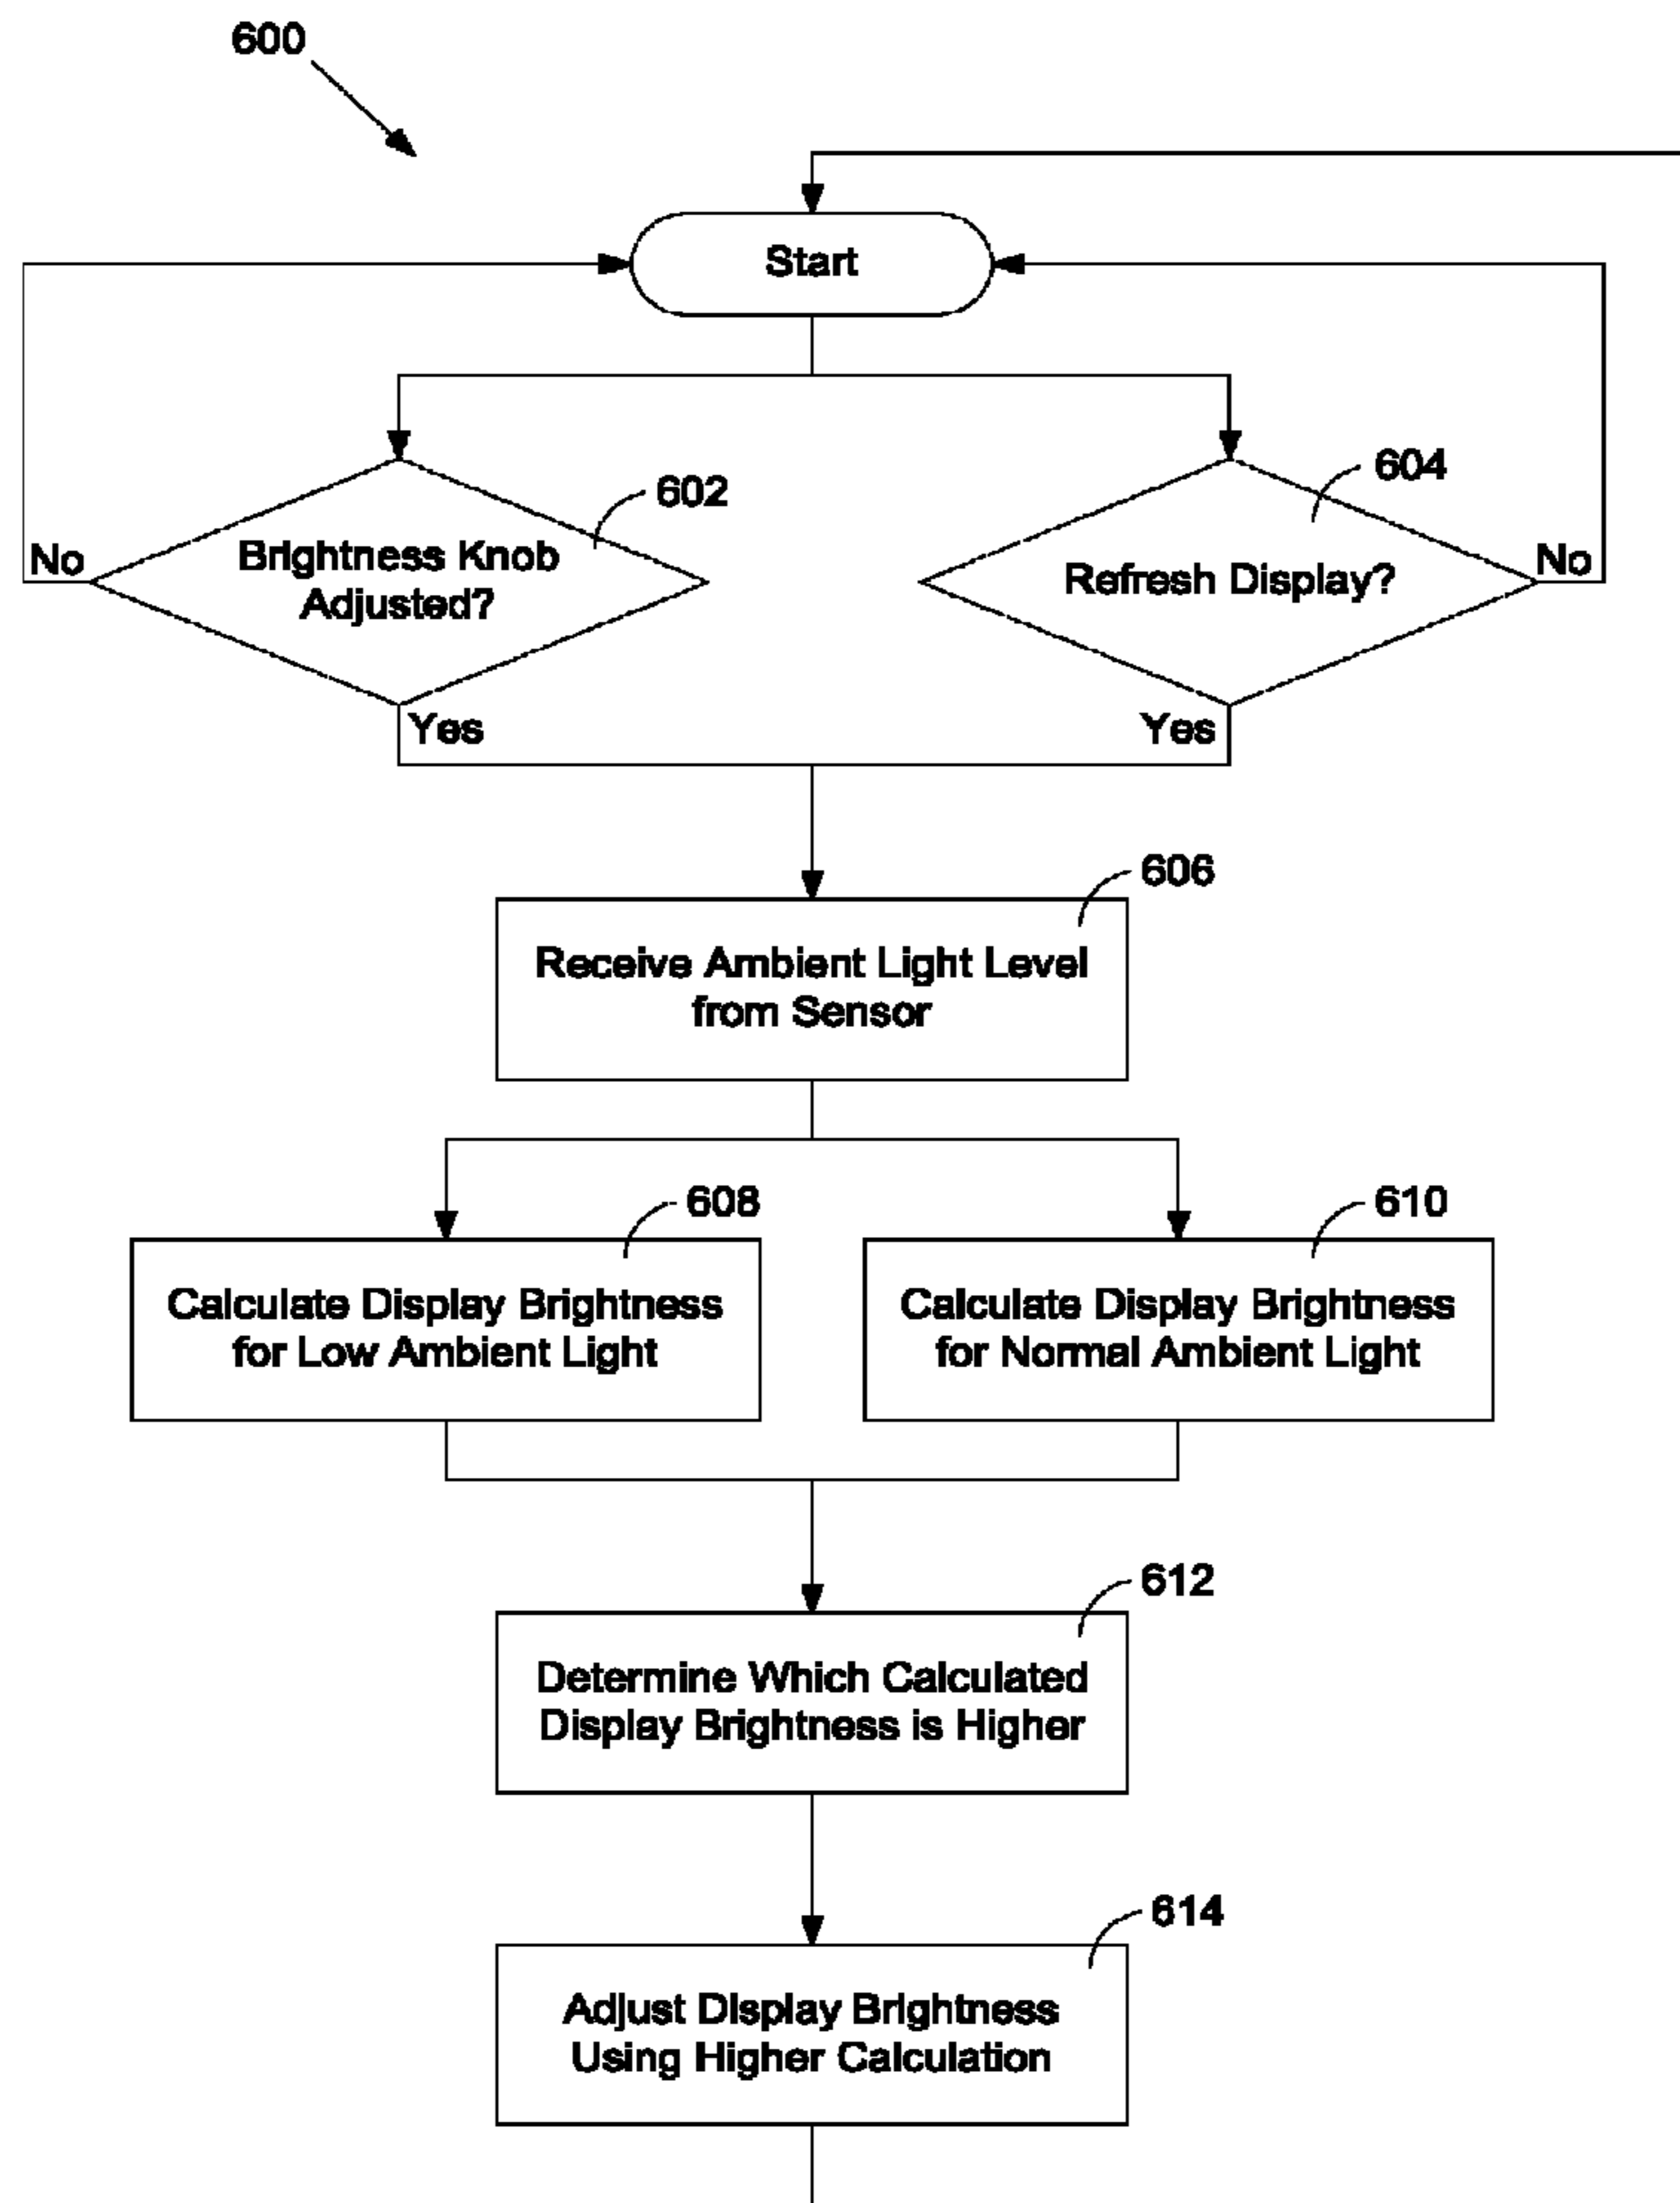 600
Start
602
604
No
Brightness Knob
Adjusted?
Refresh Display?
No
Yes
Yes
606
Receive Ambient Light Level
from Sensor
608
610
Calculate Display Brightness
for Low Ambient Light
Calculate Display Brightness
for Normal Ambient Light
612
Determine Which Calculated
Display Brightness is Higher
614
Adjust Display Brightness
Using Higher Calculation